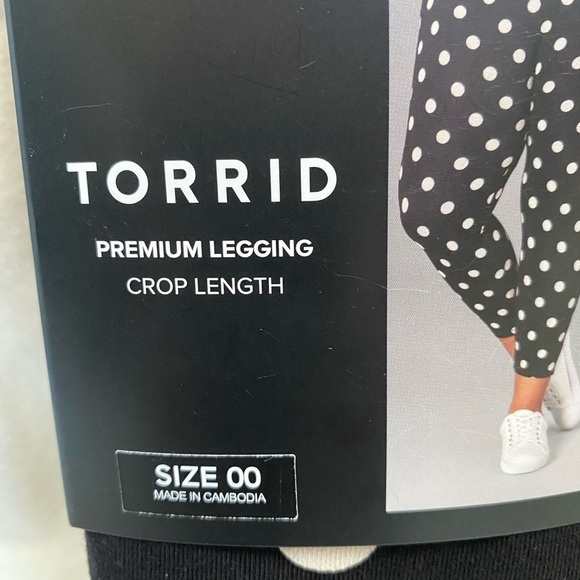 TORRID
PREMIUM LEGGING
CROP LENGTH
SIZE 00
MADE IN CAMBODIA